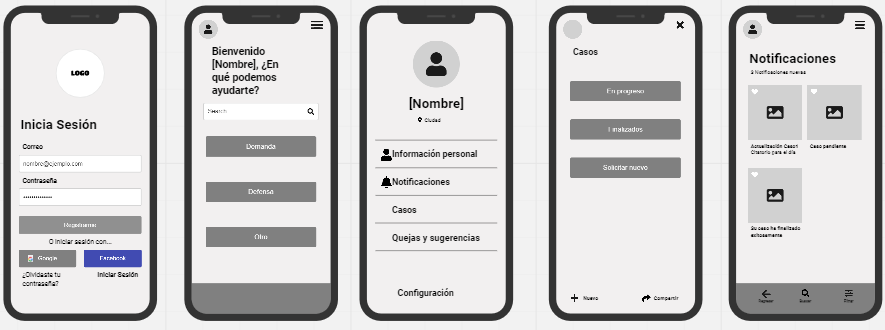 LOGO
Inicia Sesión
Correo
nombre@ejemplo.com
Contraseña
••••••••••••••
Registrarme
O iniciar sesión con...
Google
Facebook
¿Olvidaste tu
contraseña?
Iniciar Sesión
Bienvenido
[Nombre], ¿En
qué podemos
ayudarte?
Search
Demanda
Defensa
Otro
[Nombre]
Ciudad
Información personal
Notificaciones
Casos
Quejas y sugerencias
Configuración
Casos
En progreso
Finalizados
Solicitar nuevo
Nuevo
Compartir
Notificaciones
3 Notificaciones nuevas
Actualización Caso1
Citatorio para el día
Caso pendiente
Su caso ha finalizado
exitosamente
Regresar
Buscar
Filtrar